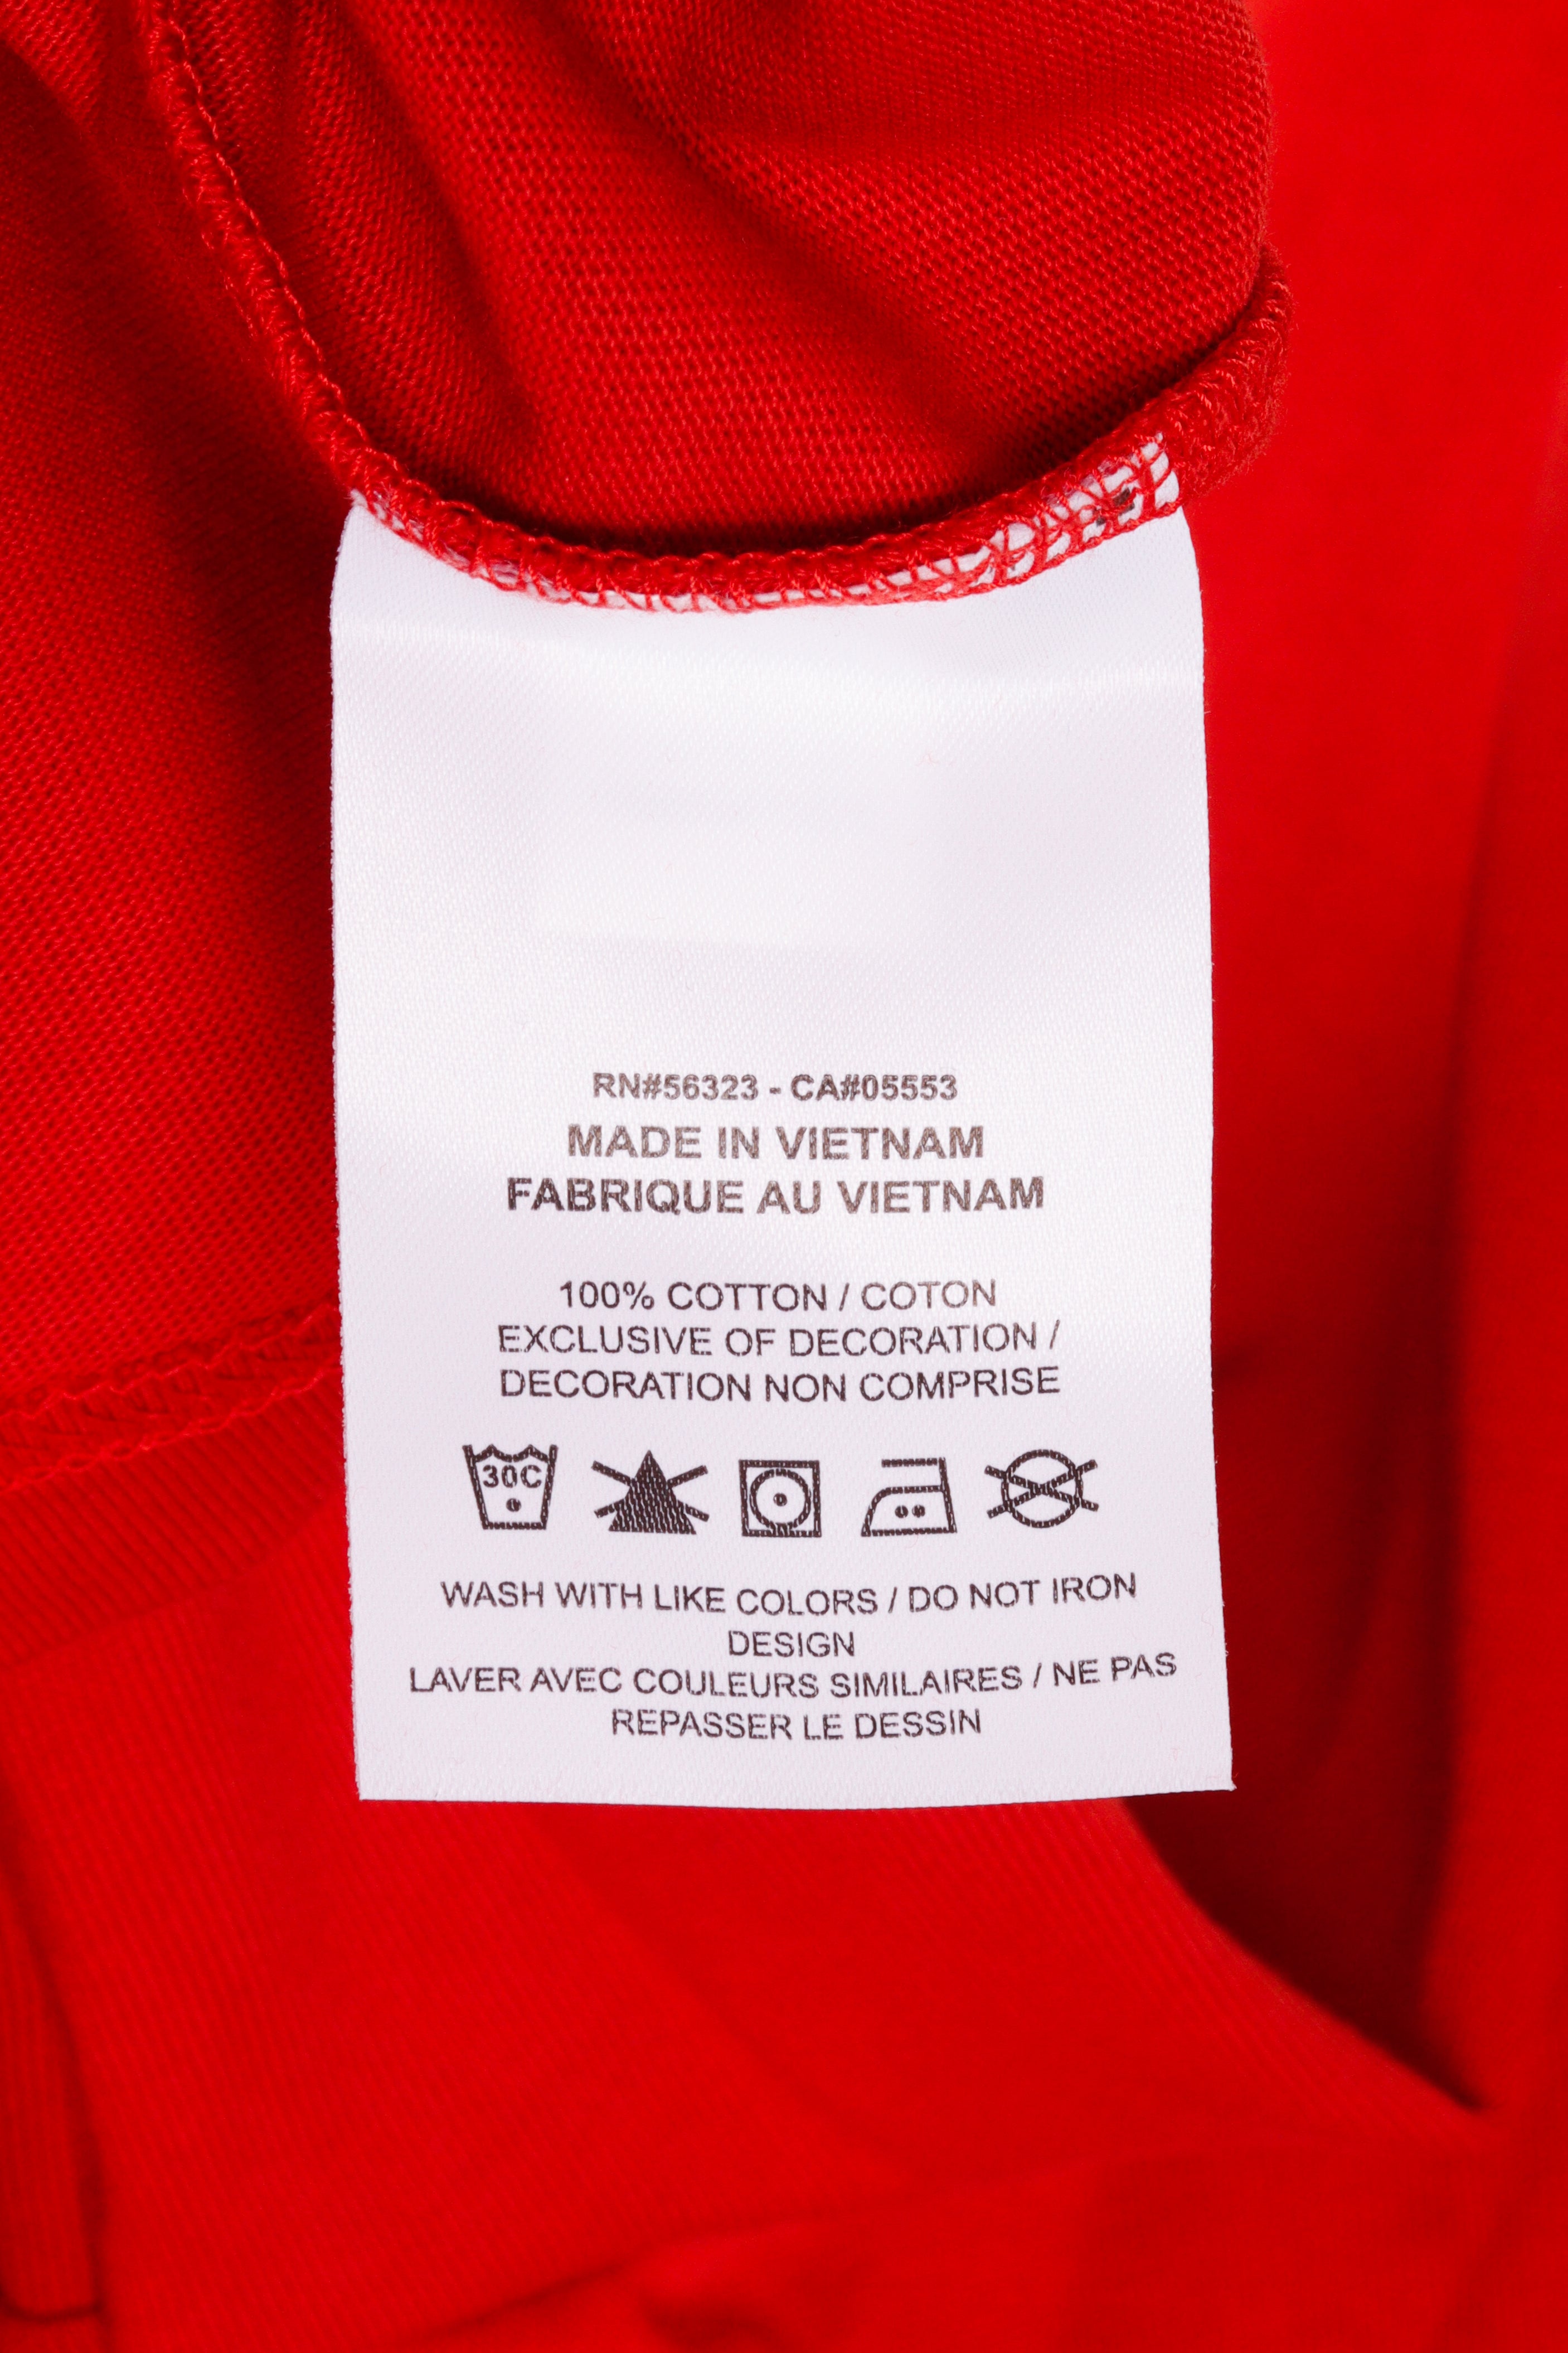 RN#56323 - CA#05553
MADE IN VIETNAM
FABRIQUE AU VIETNAM
100% COTTON / COTON
EXCLUSIVE OF DECORATION /
DECORATION NON COMPRISE
30C
WASH WITH LIKE COLORS / DO NOT IRON
DESIGN
LAVER AVEC COULEURS SIMILAIRES / NE PAS
REPASSER LE DESSIN